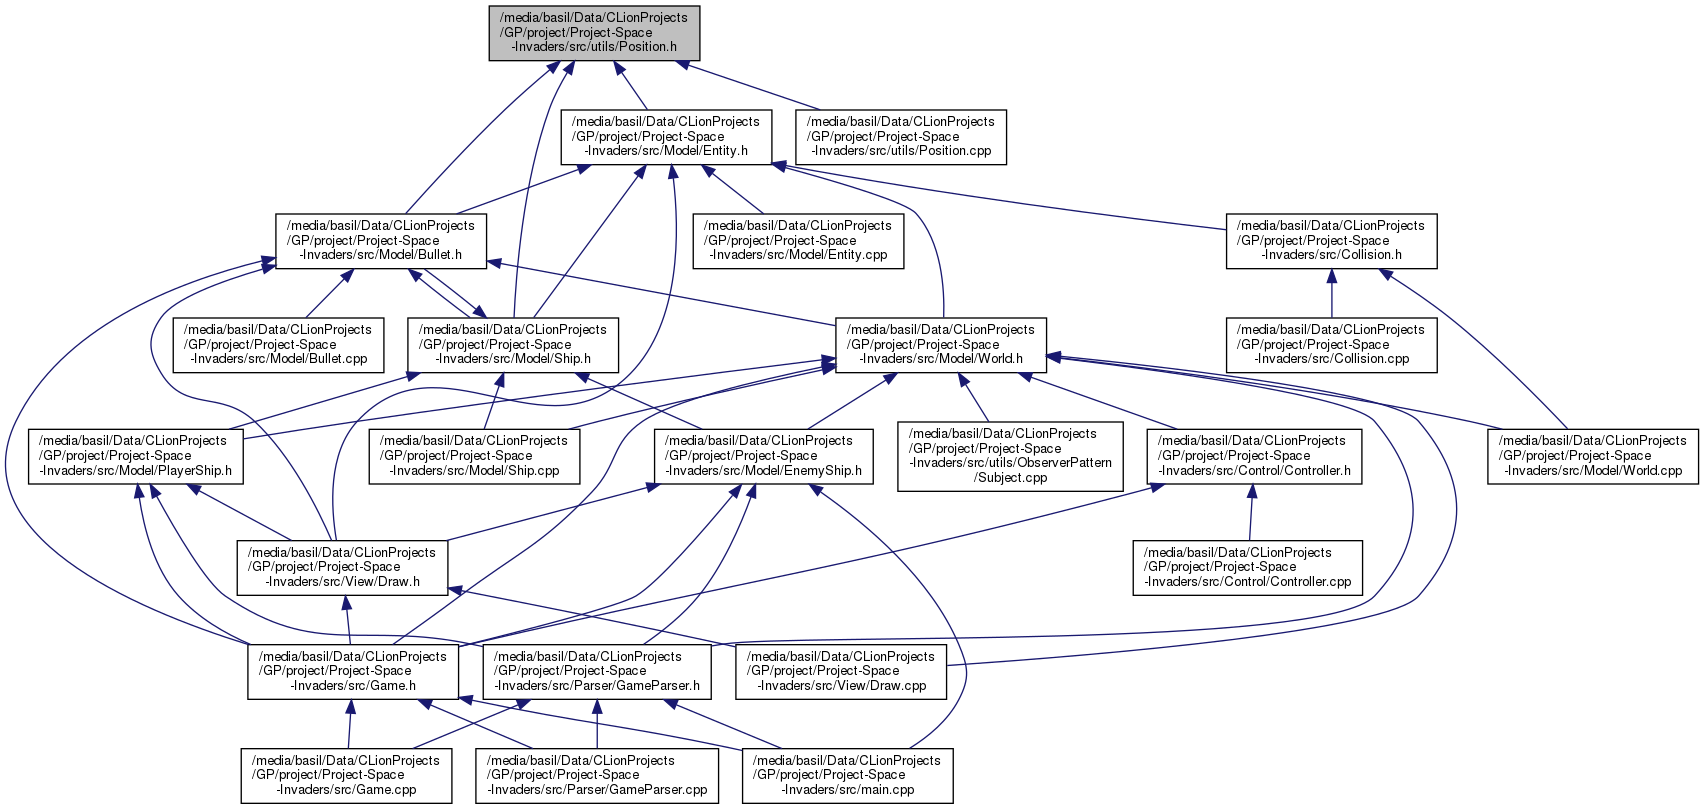 /media/basil/Data/CLionProjects
/GP/project/Project-Space
-Invaders/src/utils/Position.h
/media/basil/Data/CLionProjects
/GP/project/Project-Space
-Invaders/src/Model/Entity.h
/media/basil/Data/CLionProjects
/GP/project/Project-Space
-Invaders/src/utils/Position.cpp
/media/basil/Data/CLionProjects
/GP/project/Project-Space
-Invaders/src/Model/Bullet.h
/media/basil/Data/CLionProjects
/GP/project/Project-Space
-Invaders/src/Model/Entity.cpp
/media/basil/Data/CLionProjects
/GP/project/Project-Space
-Invaders/src/Collision.h
/media/basil/Data/CLionProjects
/GP/project/Project-Space
-Invaders/src/Model/Bullet.cpp
/media/basil/Data/CLionProjects
/GP/project/Project-Space
-Invaders/src/Model/Ship.h
/media/basil/Data/CLionProjects
/GP/project/Project-Space
-Invaders/src/Model/World.h
/media/basil/Data/CLionProjects
/GP/project/Project-Space
-Invaders/src/Collision.cpp
/media/basil/Data/CLionProjects
/GP/project/Project-Space
-Invaders/src/Model/PlayerShip.h
/media/basil/Data/CLionProjects
/GP/project/Project-Space
-Invaders/src/Model/Ship.cpp
/media/basil/Data/CLionProjects
/GP/project/Project-Space
-Invaders/src/Model/EnemyShip.h
/media/basil/Data/CLionProjects
/GP/project/Project-Space
-Invaders/src/utils/ObserverPattern
/Subject.cpp
/media/basil/Data/CLionProjects
/GP/project/Project-Space
-Invaders/src/Control/Controller.h
/media/basil/Data/CLionProjects
/GP/project/Project-Space
-Invaders/src/Model/World.cpp
/media/basil/Data/CLionProjects
/GP/project/Project-Space
-Invaders/src/View/Draw.h
/media/basil/Data/CLionProjects
/GP/project/Project-Space
-Invaders/src/Control/Controller.cpp
/media/basil/Data/CLionProjects
/GP/project/Project-Space
-Invaders/src/Game.h
/media/basil/Data/CLionProjects
/GP/project/Project-Space
-Invaders/src/Parser/GameParser.h
/media/basil/Data/CLionProjects
/GP/project/Project-Space
-Invaders/src/View/Draw.cpp
/media/basil/Data/CLionProjects
/GP/project/Project-Space
-Invaders/src/Game.cpp
/media/basil/Data/CLionProjects
/GP/project/Project-Space
-Invaders/src/Parser/GameParser.cpp
/media/basil/Data/CLionProjects
/GP/project/Project-Space
-Invaders/src/main.cpp